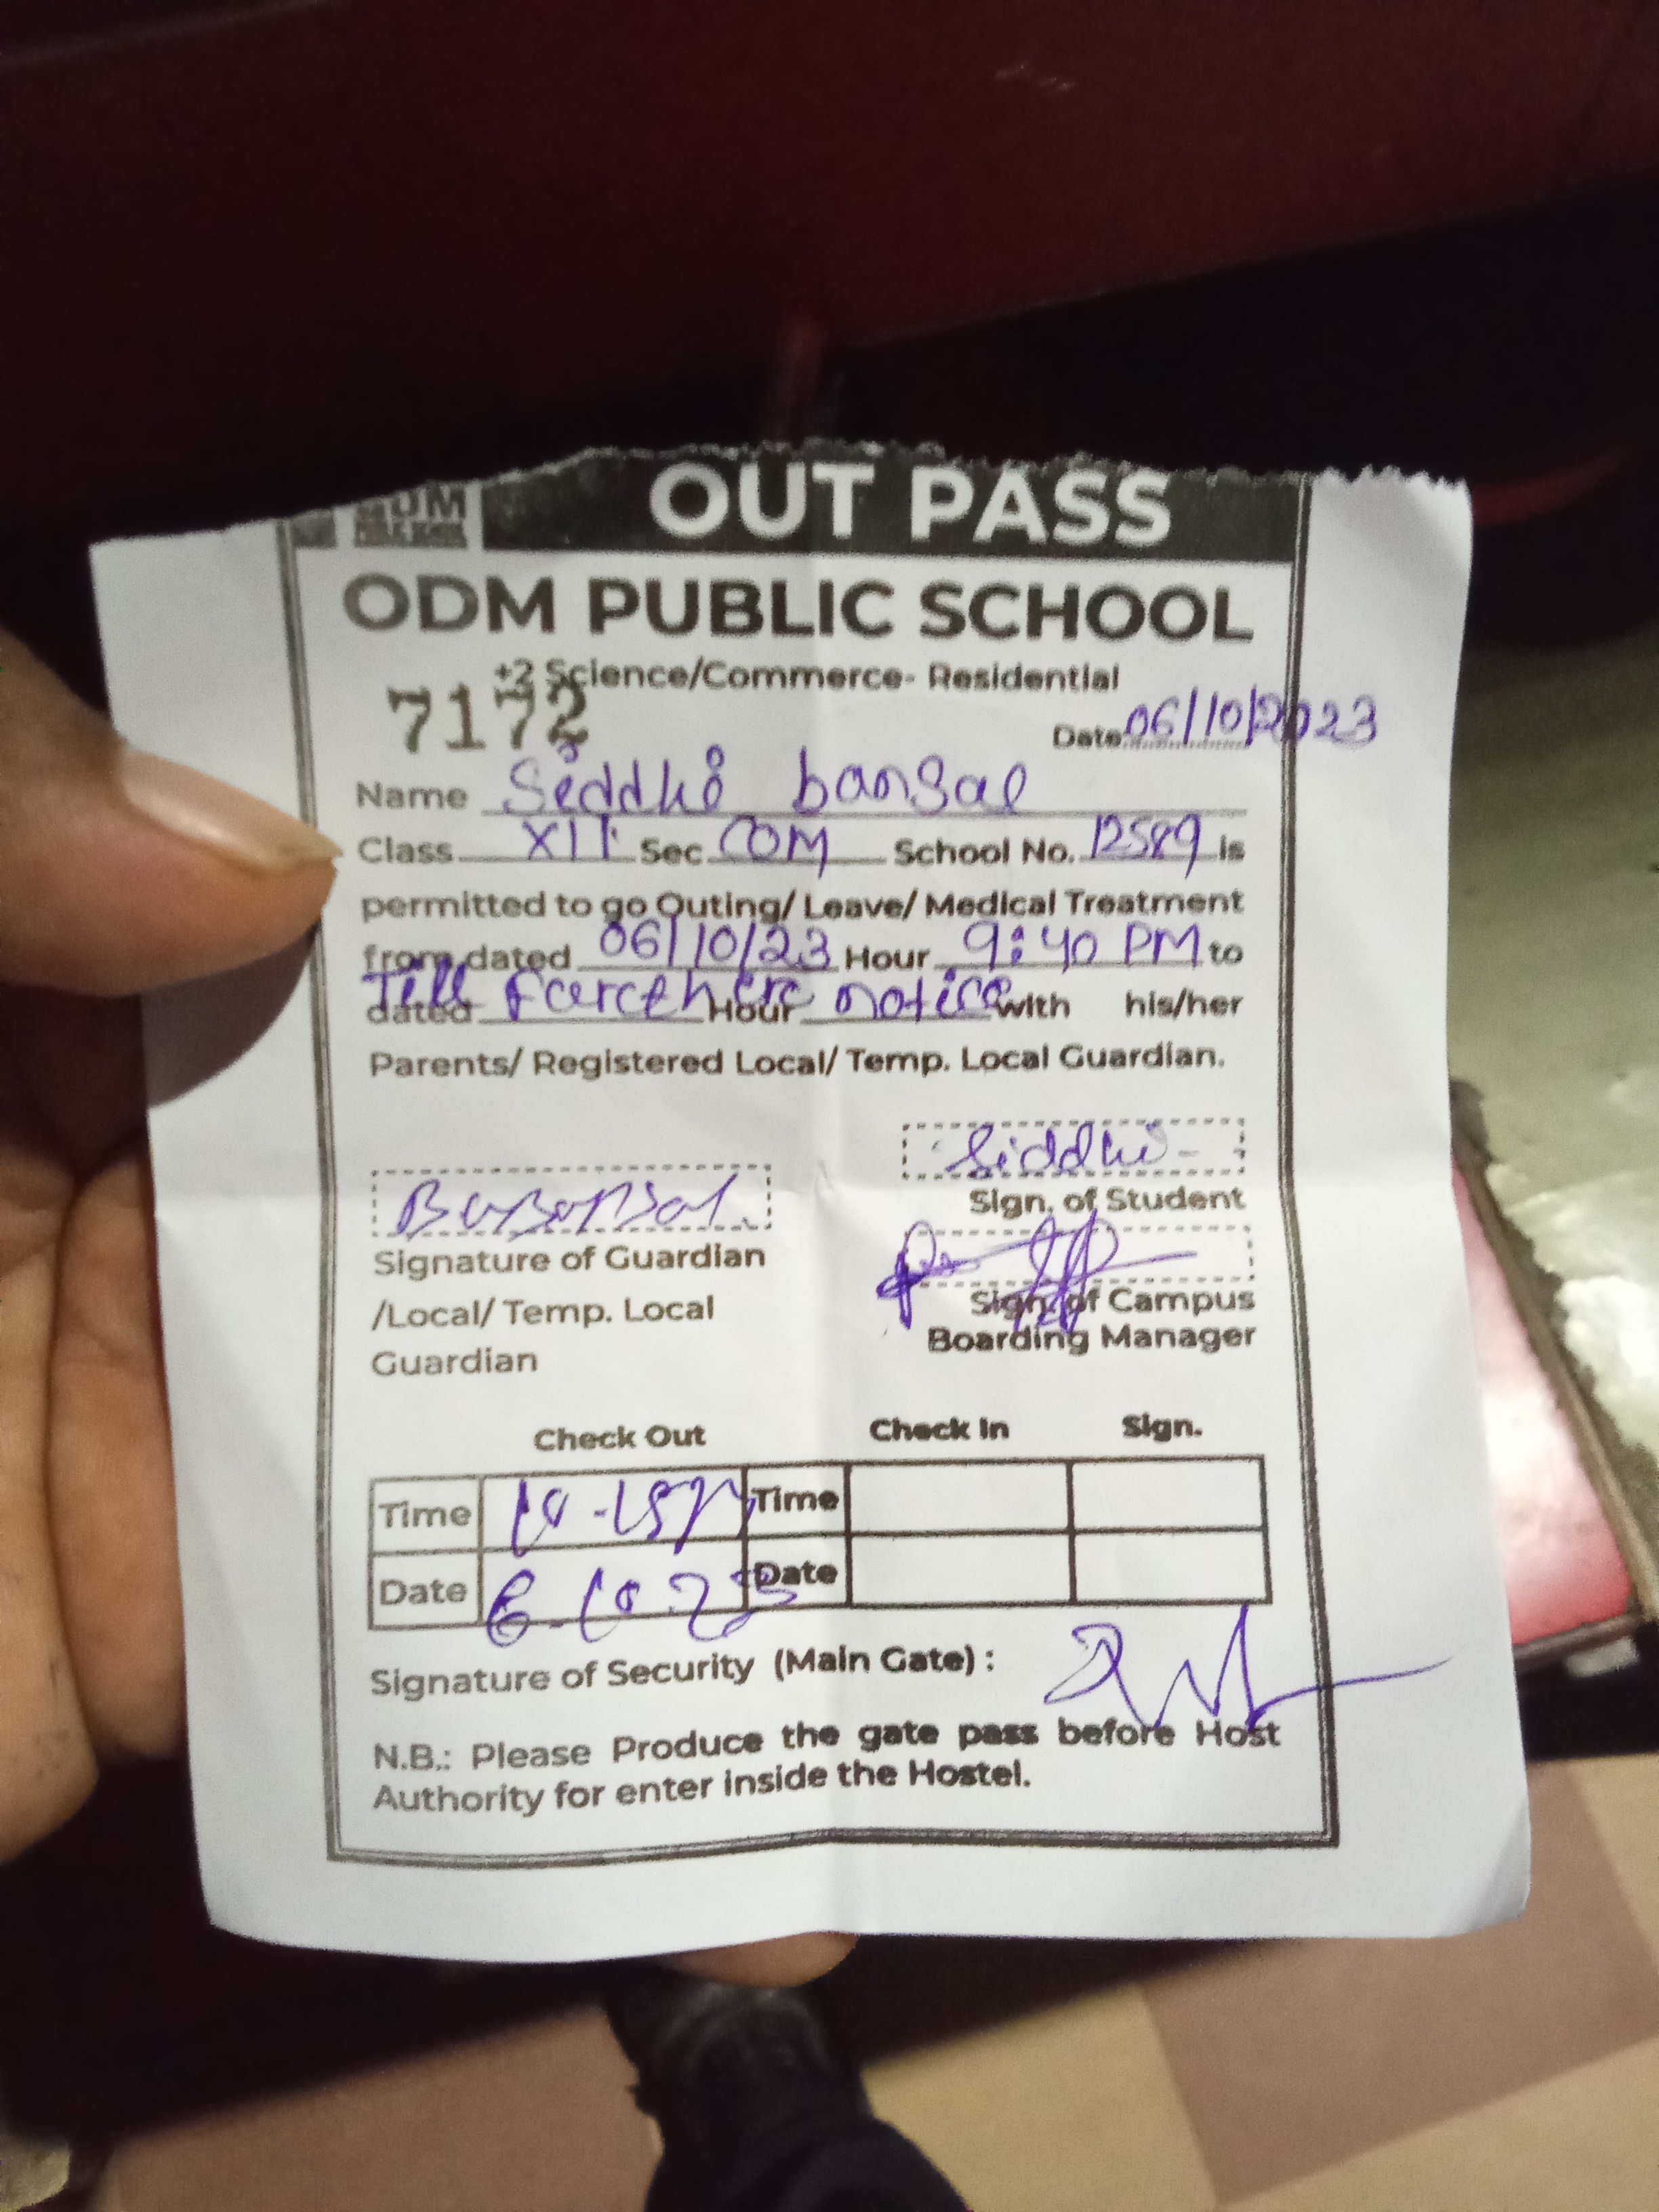 OUT PASS
ODM PUBLIC SCHOOL
+2 Science/Commerce- Residential
7172
Date 06/10/2023
Name Siddhi bansal
Class XII Sec COM School No. 12589 is
permitted to go Outing/ Leave/ Medical Treatment
from dated 06/10/23 Hour 9:40 PM to
dated Till Furcthere Hour notice with his/her
Parents/ Registered Local/ Temp. Local Guardian.
Siddhi
Sign. of Student
Signature of Guardian
/Local/ Temp. Local
Guardian
Sign. of Campus
Boarding Manager
Check Out Check In Sign.
Time Time
Date 6-10-23 Date
Signature of Security (Main Gate) :
N.B.: Please Produce the gate pass before Host
Authority for enter inside the Hostel.